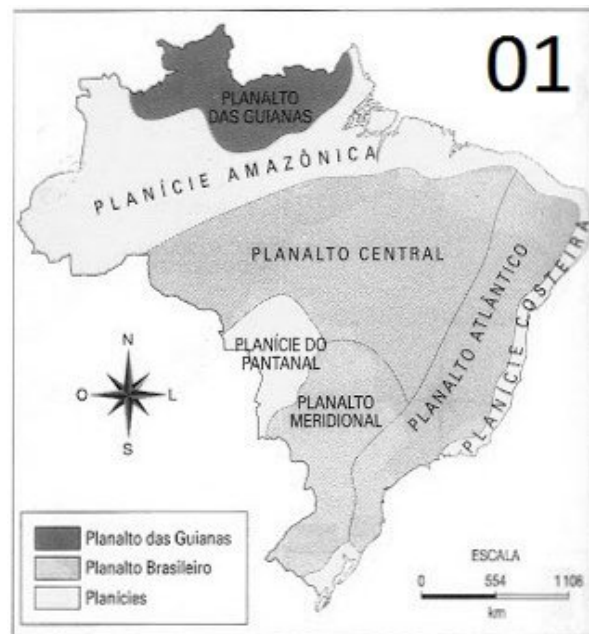 01
PLANALTO
DAS GUIANAS
PLANÍCIE AMAZÔNICA
PLANALTO CENTRAL
PLANALTO ATLÂNTICO
PLANÍCIE COSTEIRA
PLANÍCIE DO
PANTANAL
PLANALTO
MERIDIONAL
N
O
L
S
Planalto das Guianas
Planalto Brasileiro
Planícies
ESCALA
0 554 1106
km